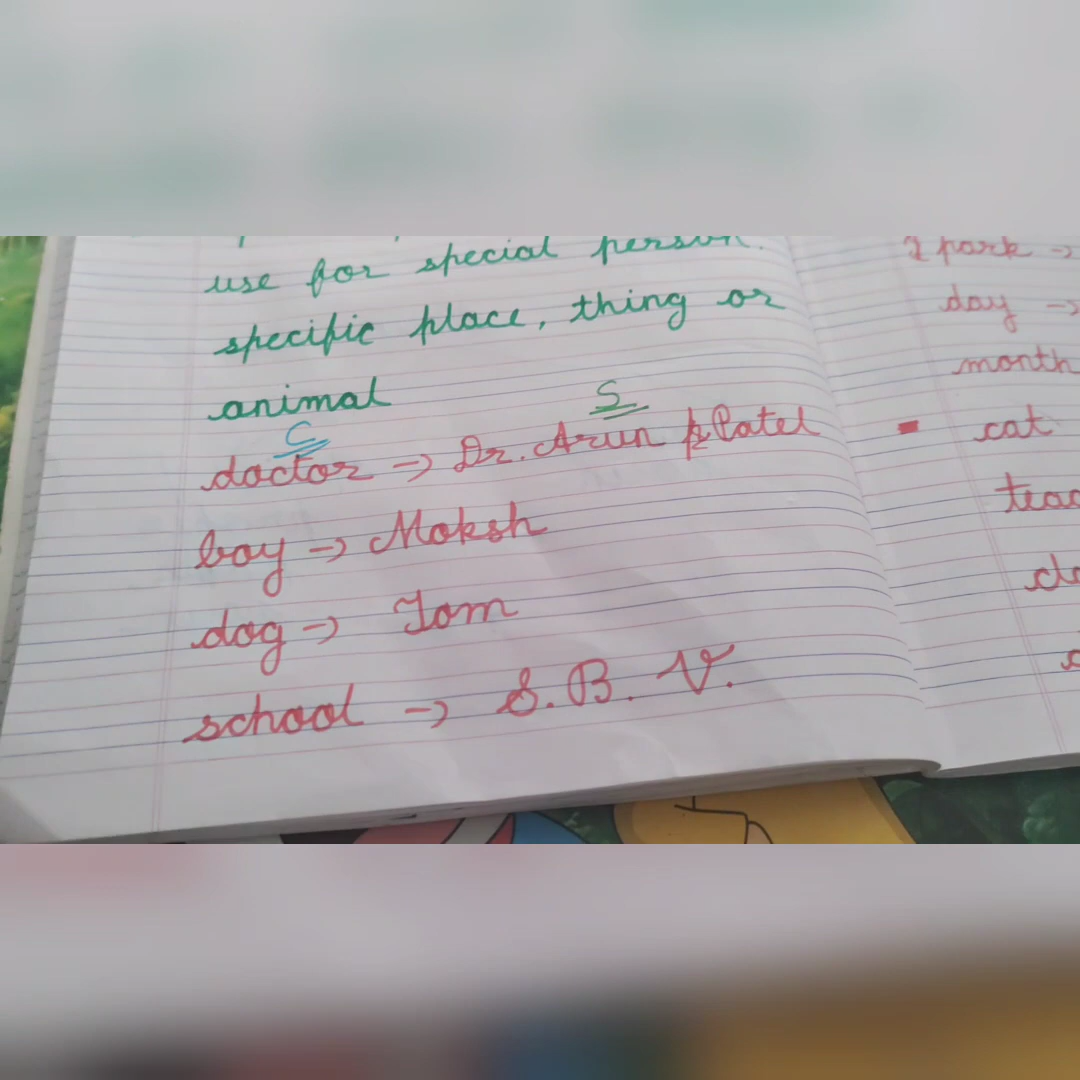 use for special person.
specific place, thing or
animal
C S
doctor → Dr. Arun k Patel
boy → Moksh
dog → Tom
school → S. B. V.
park →
day →
month
cat